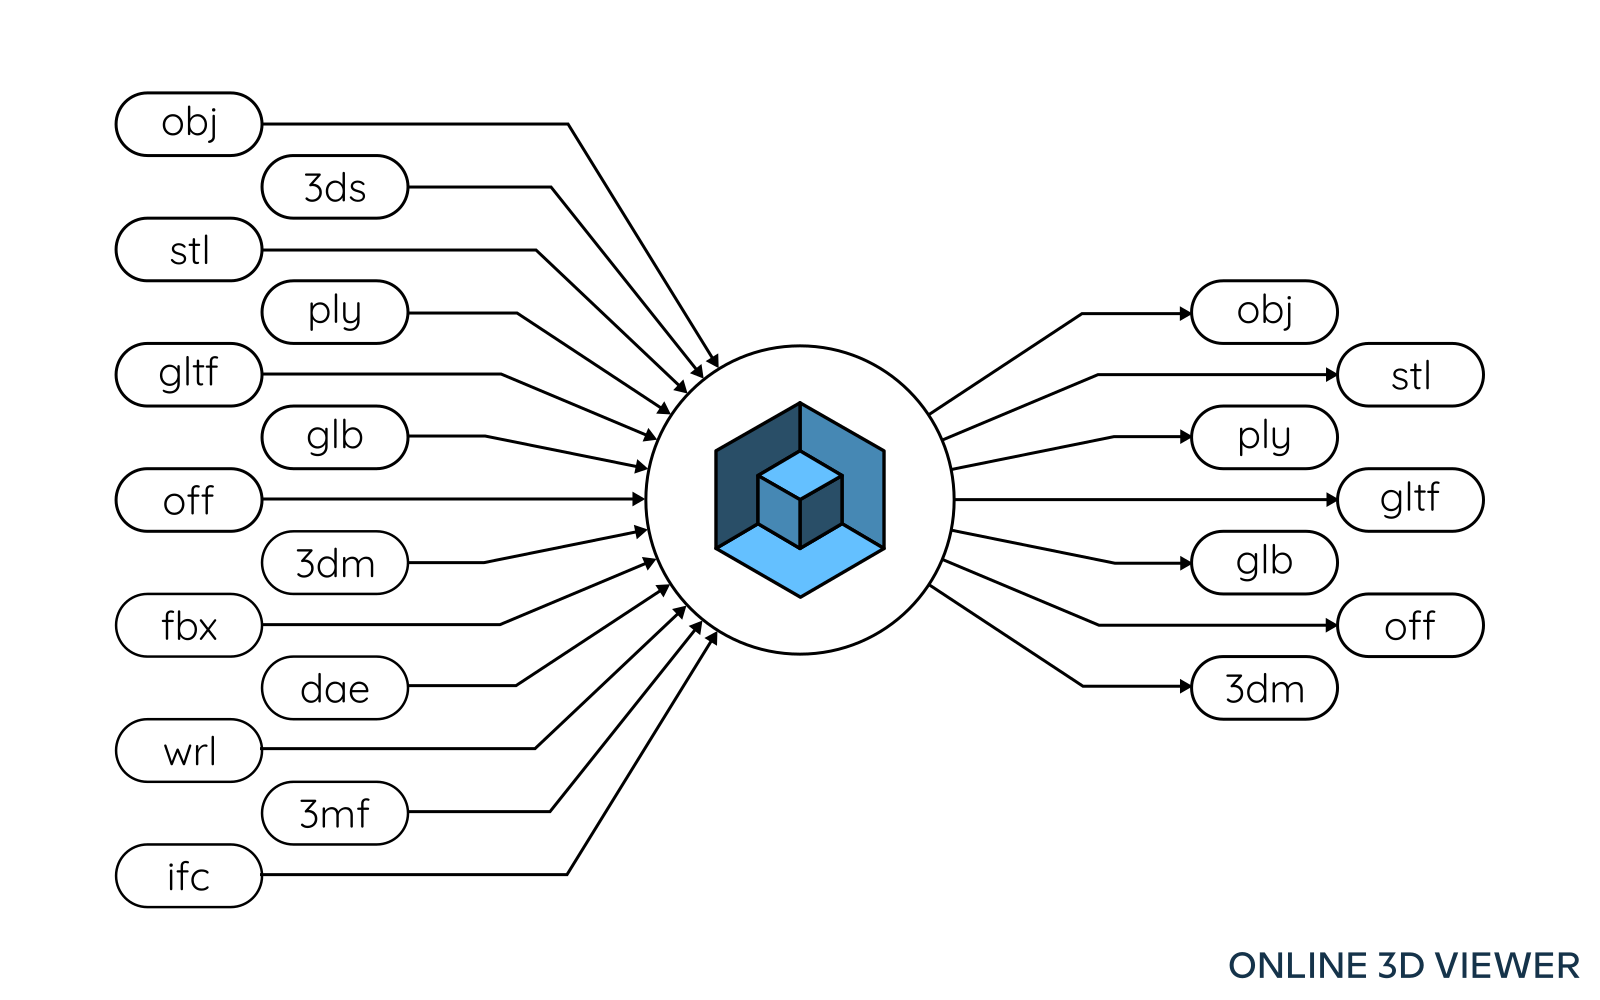 obj
3ds
stl
ply
gltf
glb
off
3dm
fbx
dae
wrl
3mf
ifc
obj
stl
ply
gltf
glb
off
3dm
ONLINE 3D VIEWER